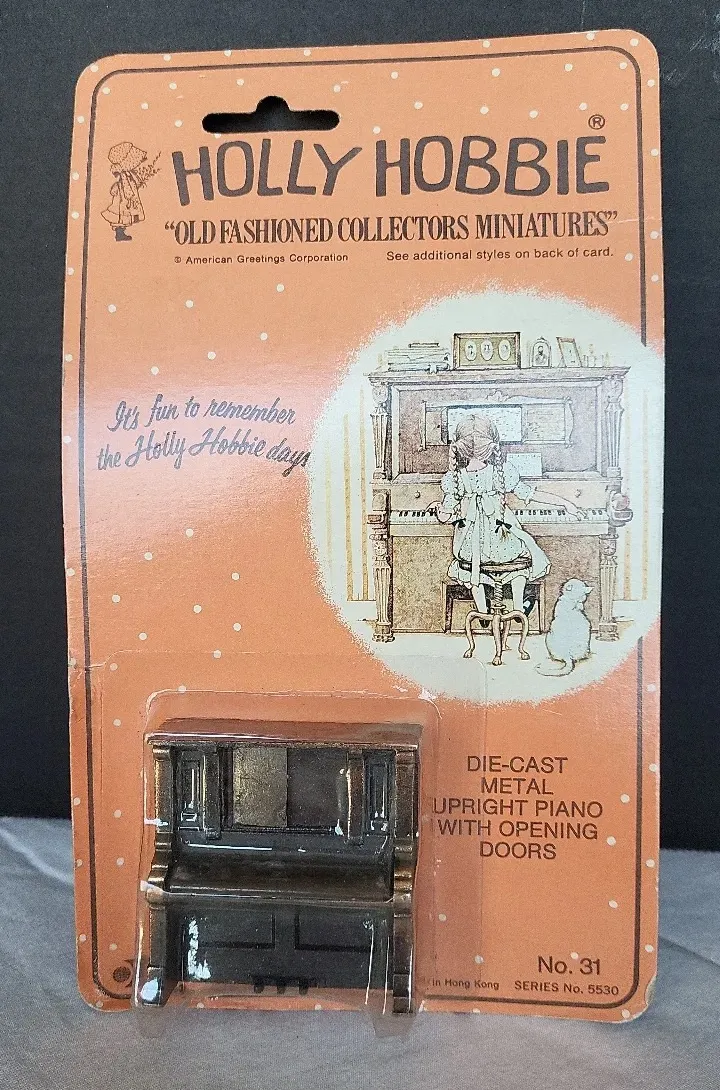 HOLLY HOBBIE®
"OLD FASHIONED COLLECTORS MINIATURES"
© American Greetings Corporation See additional styles on back of card.
It's fun to remember
the Holly Hobbie days
DIE-CAST
METAL
UPRIGHT PIANO
WITH OPENING
DOORS
No. 31
in Hong Kong SERIES No. 5530